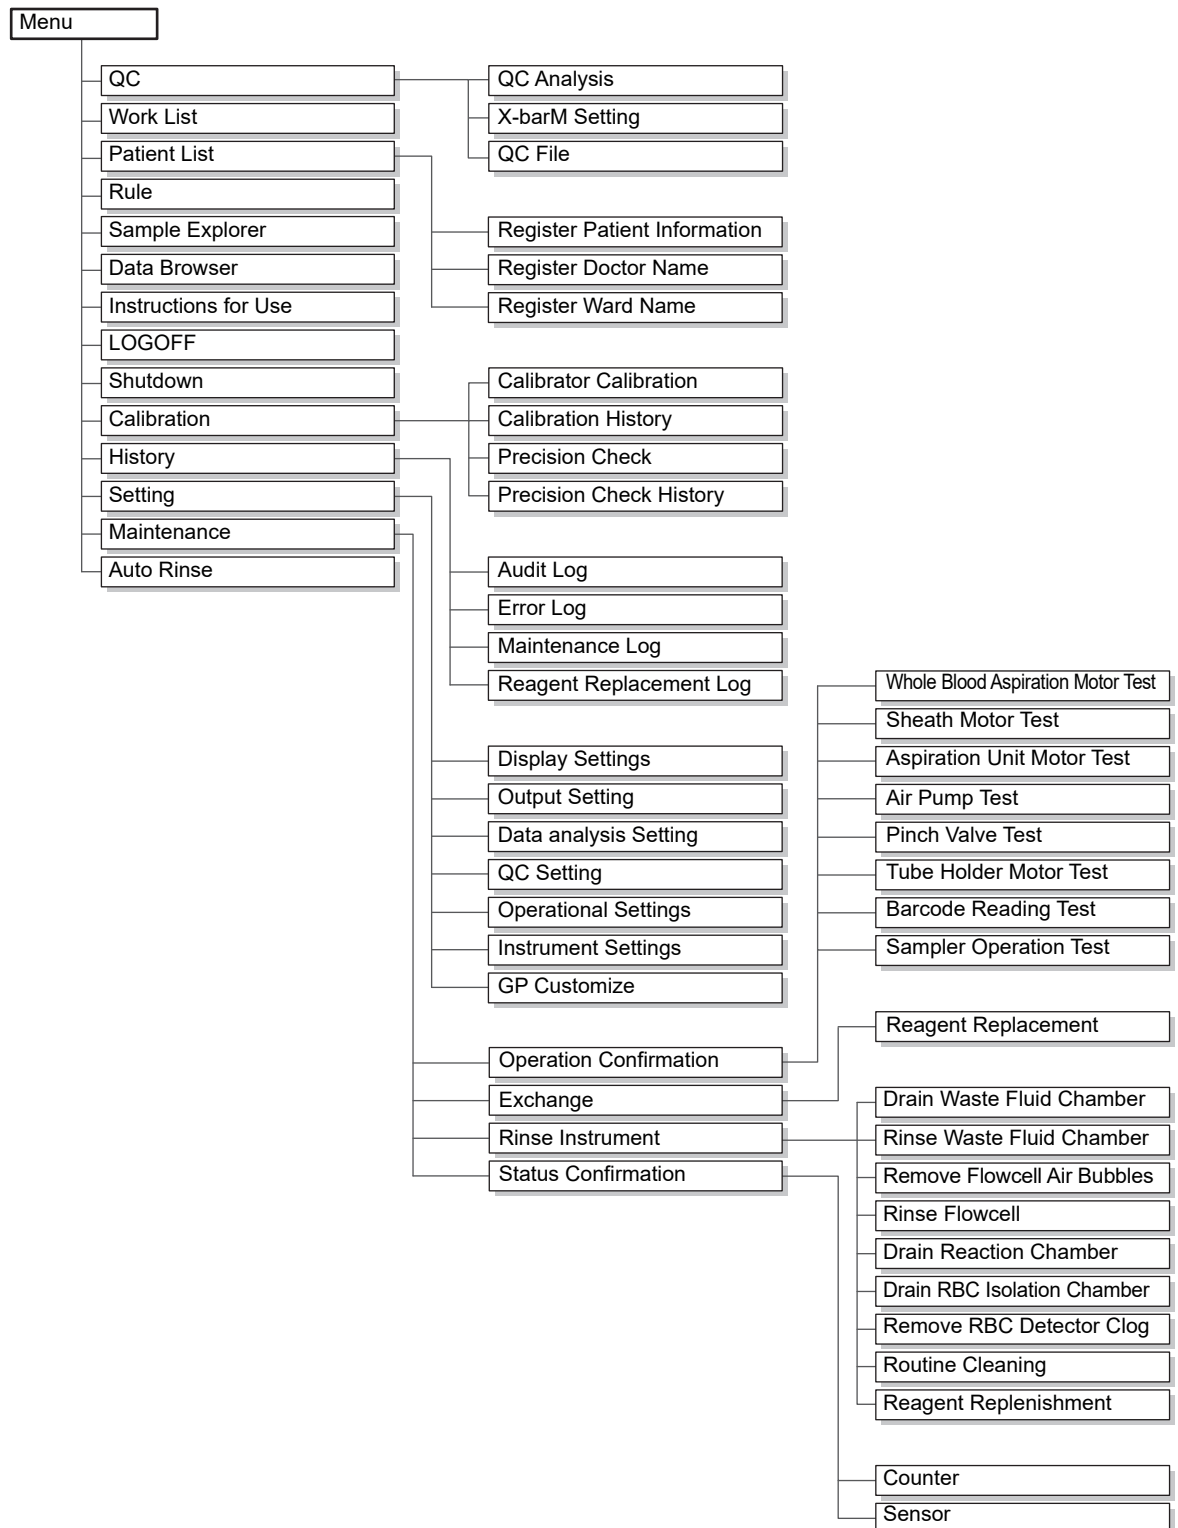 Menu
QC
Work List
Patient List
Rule
Sample Explorer
Data Browser
Instructions for Use
LOGOFF
Shutdown
Calibration
History
Setting
Maintenance
Auto Rinse
QC Analysis
X-barM Setting
QC File
Register Patient Information
Register Doctor Name
Register Ward Name
Calibrator Calibration
Calibration History
Precision Check
Precision Check History
Audit Log
Error Log
Maintenance Log
Reagent Replacement Log
Display Settings
Output Setting
Data analysis Setting
QC Setting
Operational Settings
Instrument Settings
GP Customize
Operation Confirmation
Exchange
Rinse Instrument
Status Confirmation
Whole Blood Aspiration Motor Test
Sheath Motor Test
Aspiration Unit Motor Test
Air Pump Test
Pinch Valve Test
Tube Holder Motor Test
Barcode Reading Test
Sampler Operation Test
Reagent Replacement
Drain Waste Fluid Chamber
Rinse Waste Fluid Chamber
Remove Flowcell Air Bubbles
Rinse Flowcell
Drain Reaction Chamber
Drain RBC Isolation Chamber
Remove RBC Detector Clog
Routine Cleaning
Reagent Replenishment
Counter
Sensor